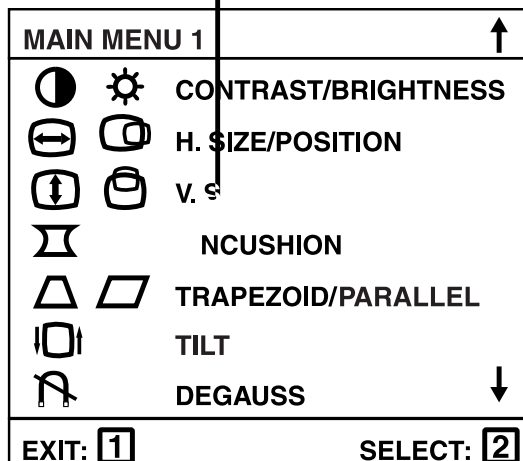 MAIN MENU 1
CONTRAST/BRIGHTNESS
H. SIZE/POSITION
V. S
NCUSHION
TRAPEZOID/PARALLEL
TILT
DEGAUSS
EXIT: 1 SELECT: 2